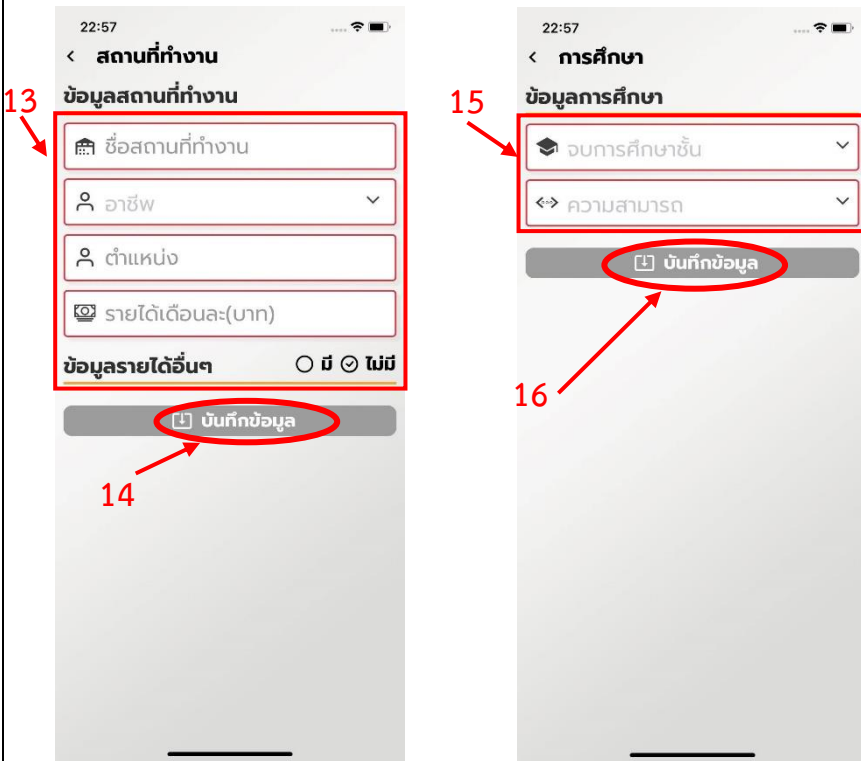 22:57
< สถานที่ทำงาน
ข้อมูลสถานที่ทำงาน
13
ชื่อสถานที่ทำงาน
อาชีพ
ตำแหน่ง
รายได้เดือนละ(บาท)
ข้อมูลรายได้อื่นๆ มี ไม่มี
บันทึกข้อมูล
14
22:57
< การศึกษา
ข้อมูลการศึกษา
15
จบการศึกษาชั้น
ความสามารถ
บันทึกข้อมูล
16